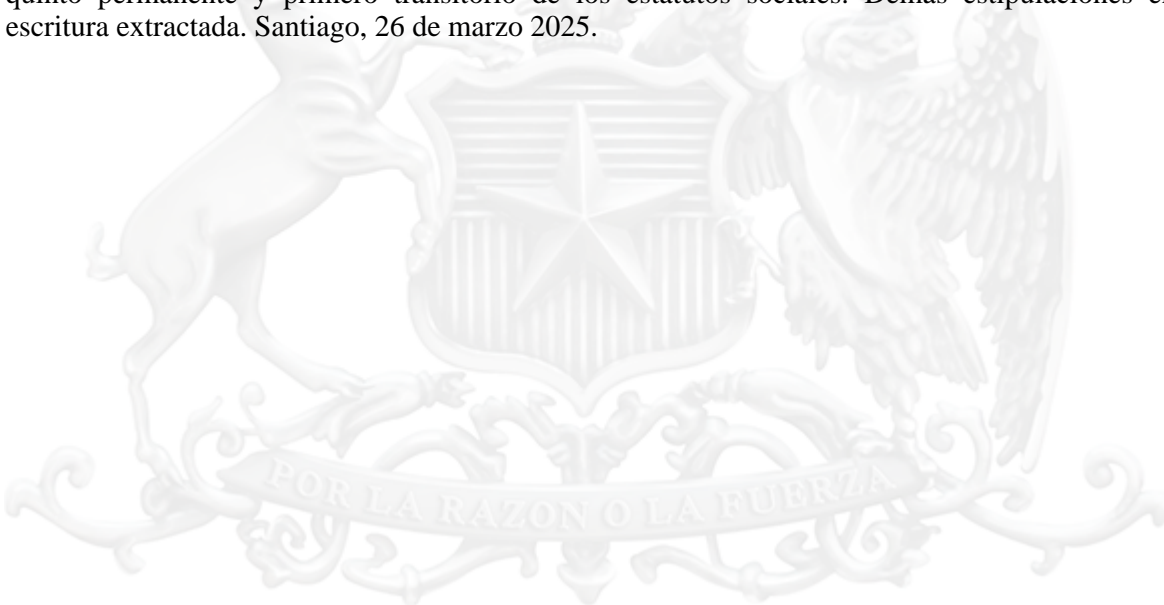 quinto permanente y primero transitorio de los estatutos sociales. Demás estipulaciones e
escritura extractada. Santiago, 26 de marzo 2025.
POR LA RAZON O LA FUERZA